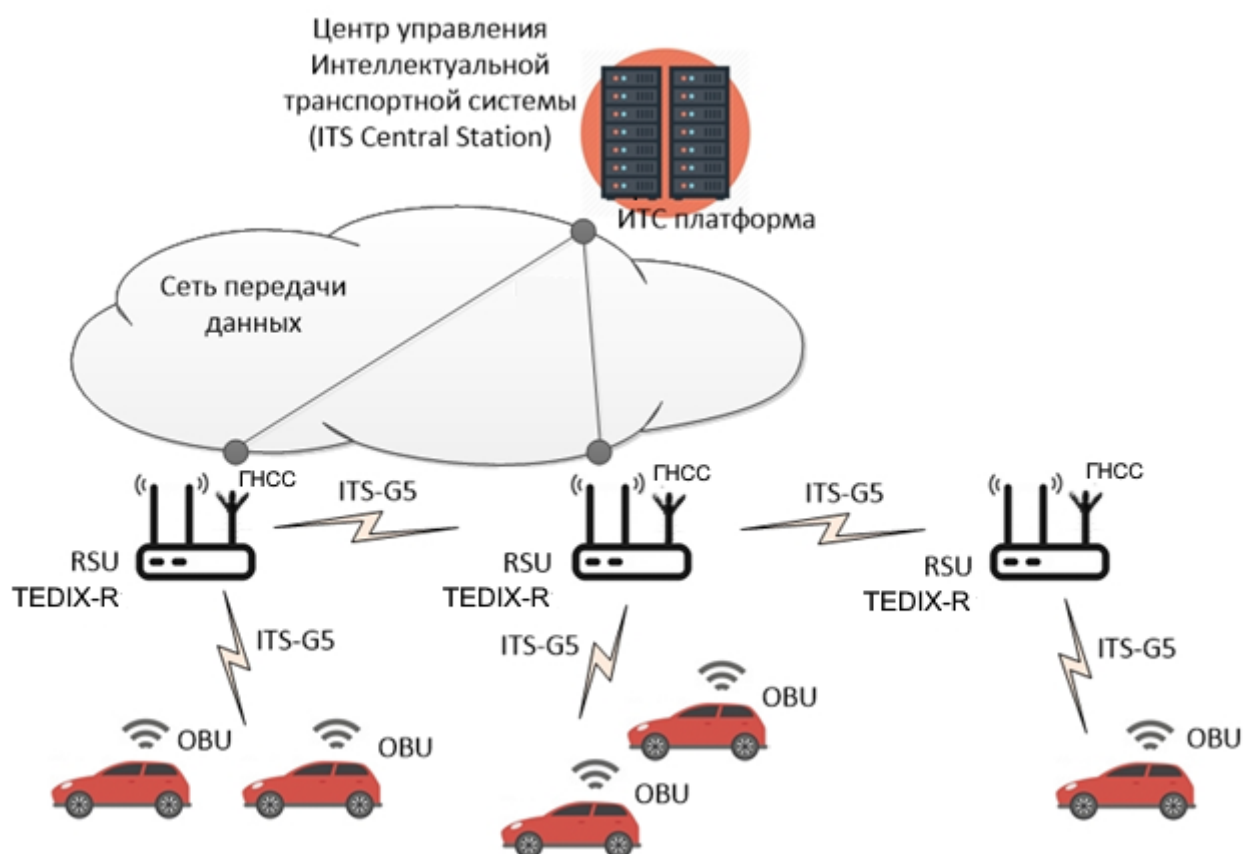 Центр управления
Интеллектуальной
транспортной системы
(ITS Central Station)
ИТС платформа
Сеть передачи
данных
ГНСС
ITS-G5
ГНСС
ITS-G5
ГНСС
RSU
TEDIX-R
RSU
TEDIX-R
RSU
TEDIX-R
ITS-G5
ITS-G5
ITS-G5
OBU
OBU
OBU
OBU
OBU